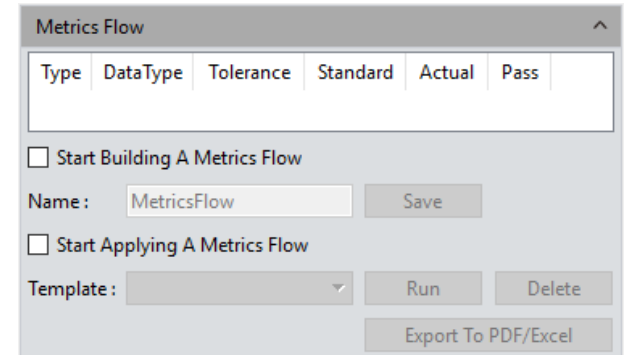 Metrics Flow
Type DataType Tolerance Standard Actual Pass
Start Building A Metrics Flow
Name : MetricsFlow Save
Start Applying A Metrics Flow
Template : Run Delete
Export To PDF/Excel